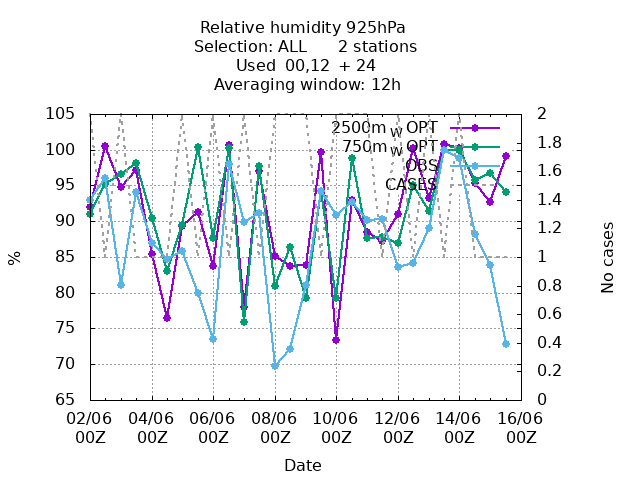 Relative humidity 925hPa
Selection: ALL 2 stations
Used 00,12 + 24
Averaging window: 12h
105
100
95
90
85
80
75
70
65
%
2
1.8
1.6
1.4
1.2
1
0.8
0.6
0.4
0.2
0
No cases
2500m W OPT
750m W OPT
OBS
CASES
02/06 04/06 06/06 08/06 10/06 12/06 14/06 16/06
00Z 00Z 00Z 00Z 00Z 00Z 00Z 00Z
Date